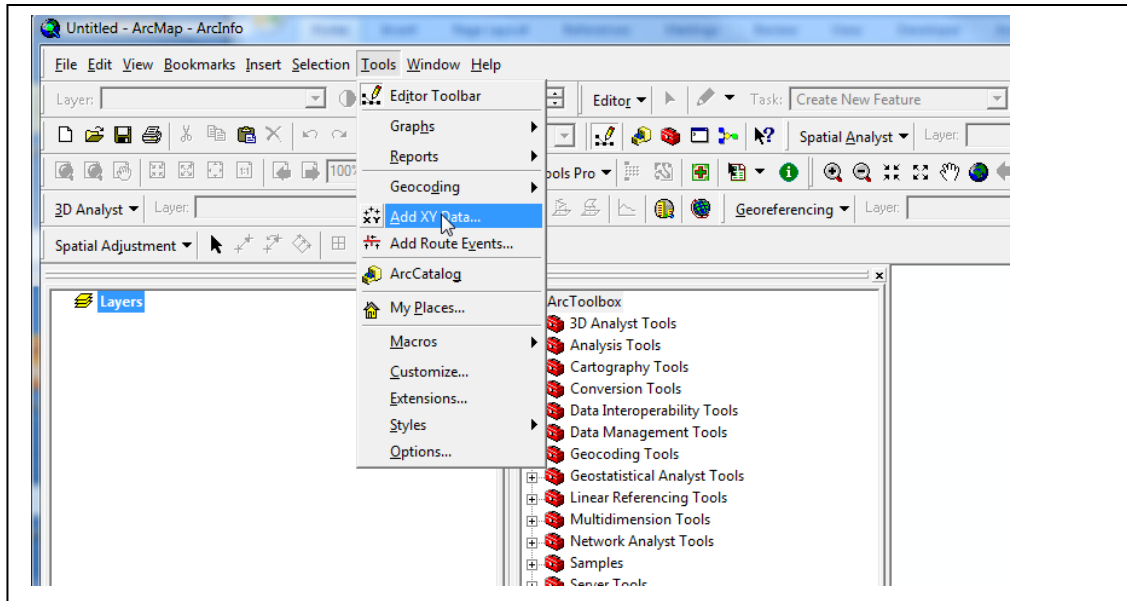 Untitled - ArcMap - ArcInfo
File Edit View Bookmarks Insert Selection Tools Window Help
Layer:
Editor Toolbar
Editor
Task: Create New Feature
Graphs
Spatial Analyst
Layer:
Reports
100%
ools Pro
Geocoding
3D Analyst
Layer:
Add XY Data...
Georeferencing
Layer:
Spatial Adjustment
Add Route Events...
ArcCatalog
Layers
My Places...
Macros
Customize...
Extensions...
Styles
Options...
ArcToolbox
3D Analyst Tools
Analysis Tools
Cartography Tools
Conversion Tools
Data Interoperability Tools
Data Management Tools
Geocoding Tools
Geostatistical Analyst Tools
Linear Referencing Tools
Multidimension Tools
Network Analyst Tools
Samples
Server Tools